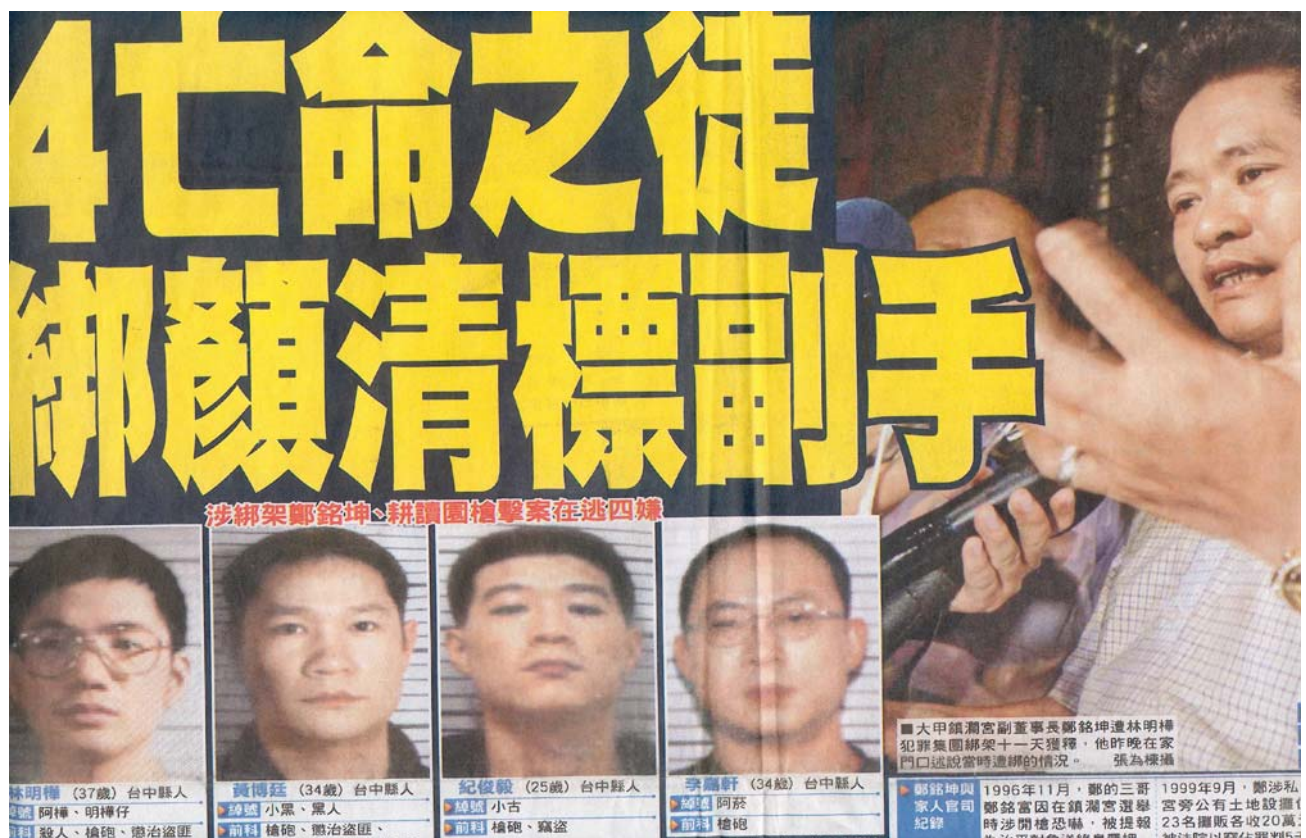 4亡命之徒
綁顏清標副手
涉綁架鄭銘坤、耕讀園槍擊案在逃四嫌
林明樺 (37歲) 台中縣人
綽號 阿樺、明樺仔
前科 殺人、槍砲、懲治盜匪
黃博廷 (34歲) 台中縣人
綽號 小黑、黑人
前科 槍砲、懲治盜匪、
紀俊毅 (25歲) 台中縣人
綽號 小古
前科 槍砲、竊盜
(34歲) 台中縣人
綽號 阿菸
前科 槍砲
■大甲鎮瀾宮副董事長鄭銘坤遭林明樺
犯罪集團綁架十一天獲釋,他昨晚在家
門口述說當時遭綁的情況。 張為榛攝
鄭銘坤與
家人官司
紀錄
1996年11月,鄭的三哥
鄭銘富因在鎮瀾宮選舉
時涉開槍恐嚇,被提報
1999年9月,鄭涉私
宮旁公有土地設攤位
23名攤販各收20萬元